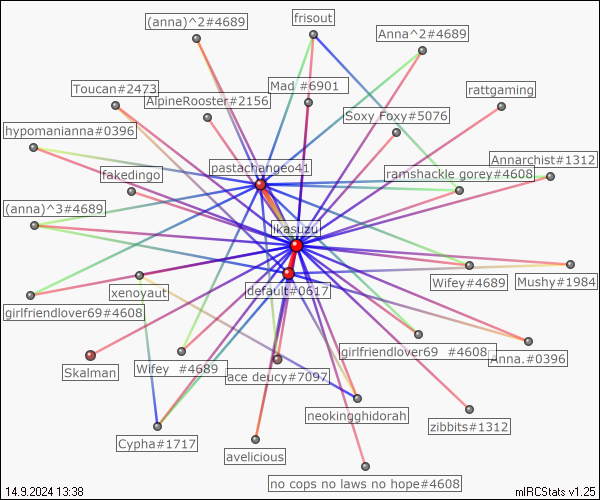 (anna)^2#4689
frisout
Anna^2#4689
Toucan#2473
Mad #6901
rattgaming
AlpineRooster#2156
Soxy Foxy#5076
hypomanianna#0396
pastachangeo41
Annarchist#1312
fakedingo
ramshackle gorey#4608
(anna)^3#4689
ikasuzu
xenoyaut
default#0617
Wifey#4689
Mushy#1984
girlfriendlover69#4608
girlfriendlover69 #4608
Anna.#0396
Skalman
Wifey #4689
ace deucy#7097
neokingghidorah
zibbits#1312
Cypha#1717
avelicious
no cops no laws no hope#4608
14.9.2024 13:38
mIRCStats v1.25